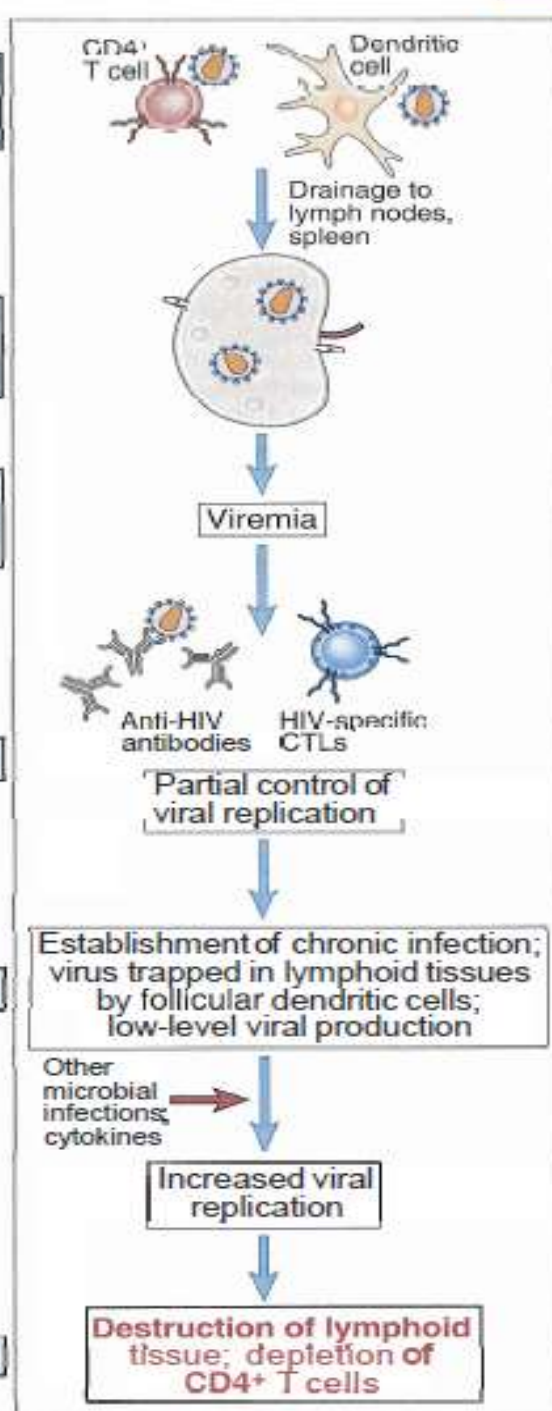 CD4+
T cell
Dendritic
cell
Drainage to
lymph nodes,
spleen
Viremia
Anti-HIV
antibodies
HIV-specific
CTLs
Partial control of
viral replication
Establishment of chronic infection;
virus trapped in lymphoid tissues
by follicular dendritic cells;
low-level viral production
Other
microbial
infections;
cytokines
Increased viral
replication
Destruction of lymphoid
tissue; depletion of
CD4+ T cells